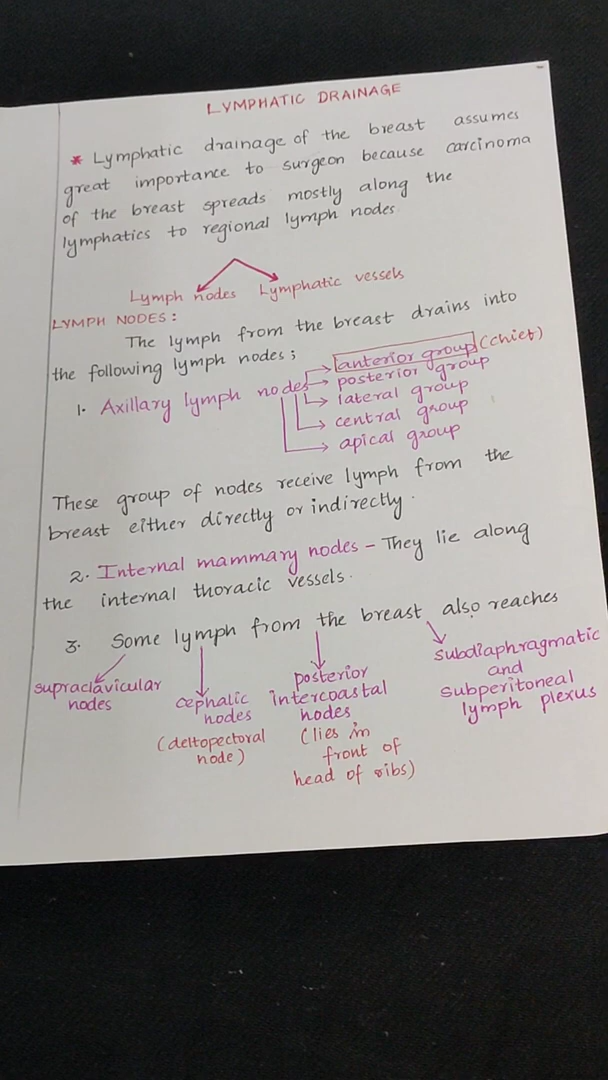 LYMPHATIC DRAINAGE
* Lymphatic drainage of the breast assumes
great importance to surgeon because carcinoma
of the breast spreads mostly along the
lymphatics to regional lymph nodes.
Lymph nodes Lymphatic vessels
LYMPH NODES:
The lymph from the breast drains into
the following lymph nodes;
1. Axillary lymph nodes → anterior group (chief)
→ posterior group
→ lateral group
→ central group
→ apical group
These group of nodes receive lymph from the
breast either directly or indirectly.
2. Internal mammary nodes - They lie along
the internal thoracic vessels.
3. Some lymph from the breast also reaches
supraclavicular
nodes
cephalic
nodes
(deltopectoral
node)
posterior
intercoastal
nodes
(lies in
front of
head of ribs)
subdiaphragmatic
and
subperitoneal
lymph plexus